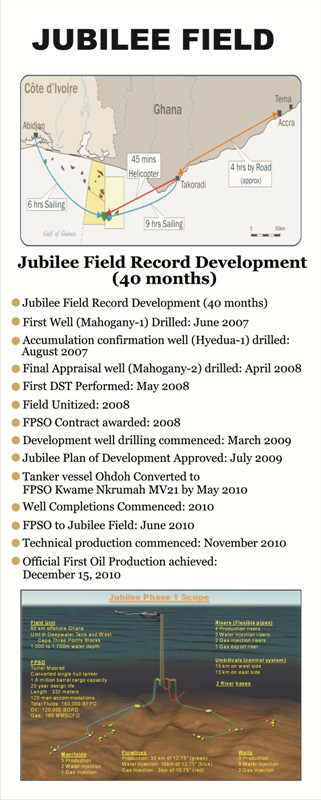 JUBILEE FIELD
Côte d'Ivoire
Ghana
Tema
Accra
Abidjan
45 mins
Helicopter
4 hrs by Road
(approx)
Takoradi
6 hrs Sailing
9 hrs Sailing
Gulf of Guinea
Jubilee Field Record Development
(40 months)
Jubilee Field Record Development (40 months)
First Well (Mahogany-1) Drilled: June 2007
Accumulation confirmation well (Hyedua-1) drilled:
August 2007
Final Appraisal well (Mahogany-2) drilled: April 2008
First DST Performed: May 2008
Field Unitized: 2008
FPSO Contract awarded: 2008
Development well drilling commenced: March 2009
Jubilee Plan of Development Approved: July 2009
Tanker vessel Ohdoh Converted to
FPSO Kwame Nkrumah MV21 by May 2010
Well Completions Commenced: 2010
FPSO to Jubilee Field: June 2010
Technical production commenced: November 2010
Official First Oil Production achieved:
December 15, 2010
Jubilee Phase 1 Scope
Field Unit
60 km offshore Ghana
Unit in Deepwater Tano and West
Cape Three Points Blocks
1,000 to 1,700m water depth
FPSO
Turret Moored
Converted single hull tanker
1.6 million barrel cargo capacity
20 year design life
Length: 330 meters
120 man accommodations
Total Fluids: 160,000 BFPD
Oil: 120,000 BOPD
Gas: 160 MMSCFD
Risers (Flexible pipes)
4 Production risers
2 Water Injection risers
2 Gas injection risers
1 Gas export riser
Umbilicals (control system)
15 km on west side
13 km on east side
2 Riser bases
Manifolds
5 Production
2 Water injection
1 Gas injection
Flowlines
Production: 30 km of 12.75" (green)
Water Injection: 10km of 12.75" (blue)
Gas Injection: 3km of 10.75" (red)
Wells
9 Production
6 Water injection
2 Gas injection